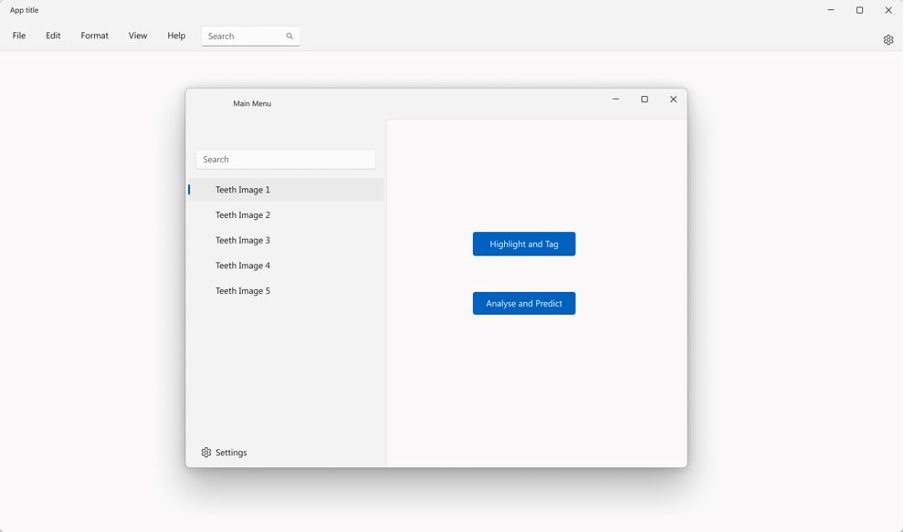 App title
File Edit Format View Help Search
Main Menu
Search
Teeth Image 1
Teeth Image 2
Teeth Image 3
Teeth Image 4
Teeth Image 5
Settings
Highlight and Tag
Analyse and Predict